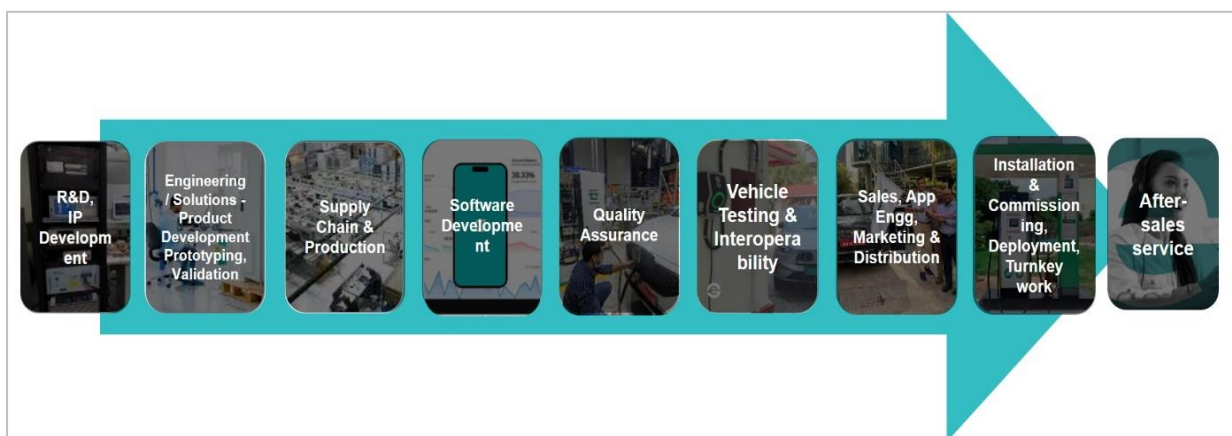 R&D,
IP
Developm
ent
Engineering
/ Solutions -
Product
Development
Prototyping,
Validation
Supply
Chain &
Production
Software
Developme
nt
38.33%
Quality
Assurance
Vehicle
Testing &
Interopera
bility
Sales, App
Engg,
Marketing &
Distribution
Installation
&
Commission
ing,
Deployment,
Turnkey
work
After-
sales
service